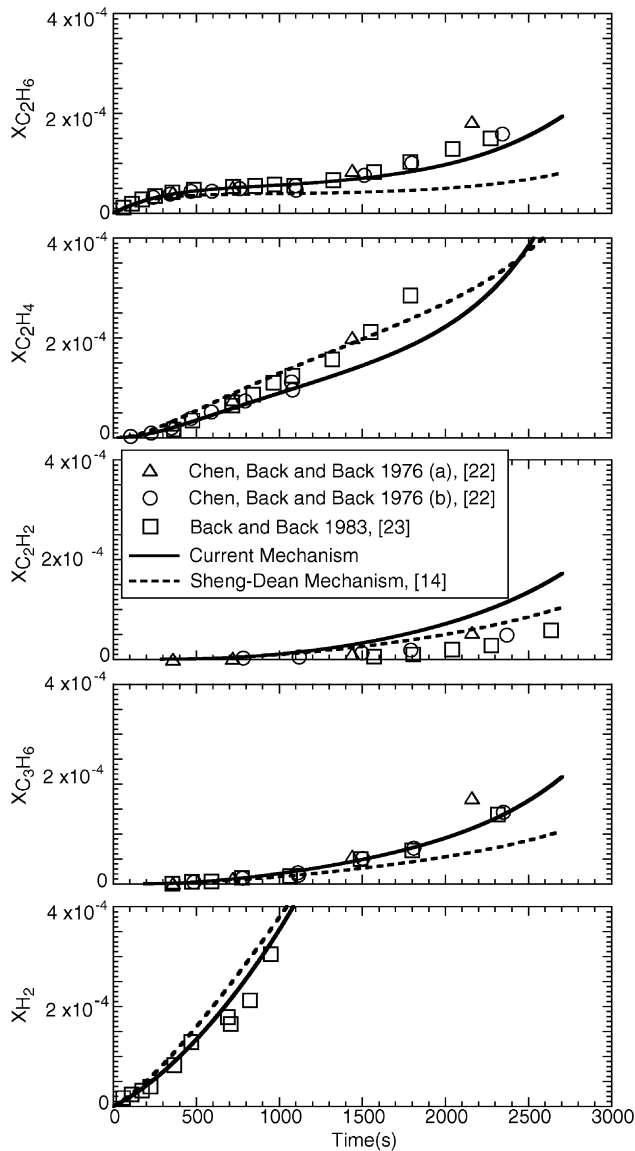 4 x10-4
2 x10-4
0
XC2H6
4 x10-4
2 x10-4
0
XC2H4
4 x10-4
2 x10 -4
0
XC2H2
Chen, Back and Back 1976 (a), [22]
Chen, Back and Back 1976 (b), [22]
Back and Back 1983, [23]
Current Mechanism
Sheng-Dean Mechanism, [14]
4 x10-4
2 x10-4
0
XC3H6
4 x10-4
2 x10-4
0
XH2
0 500 1000 1500 2000 2500 3000
Time(s)